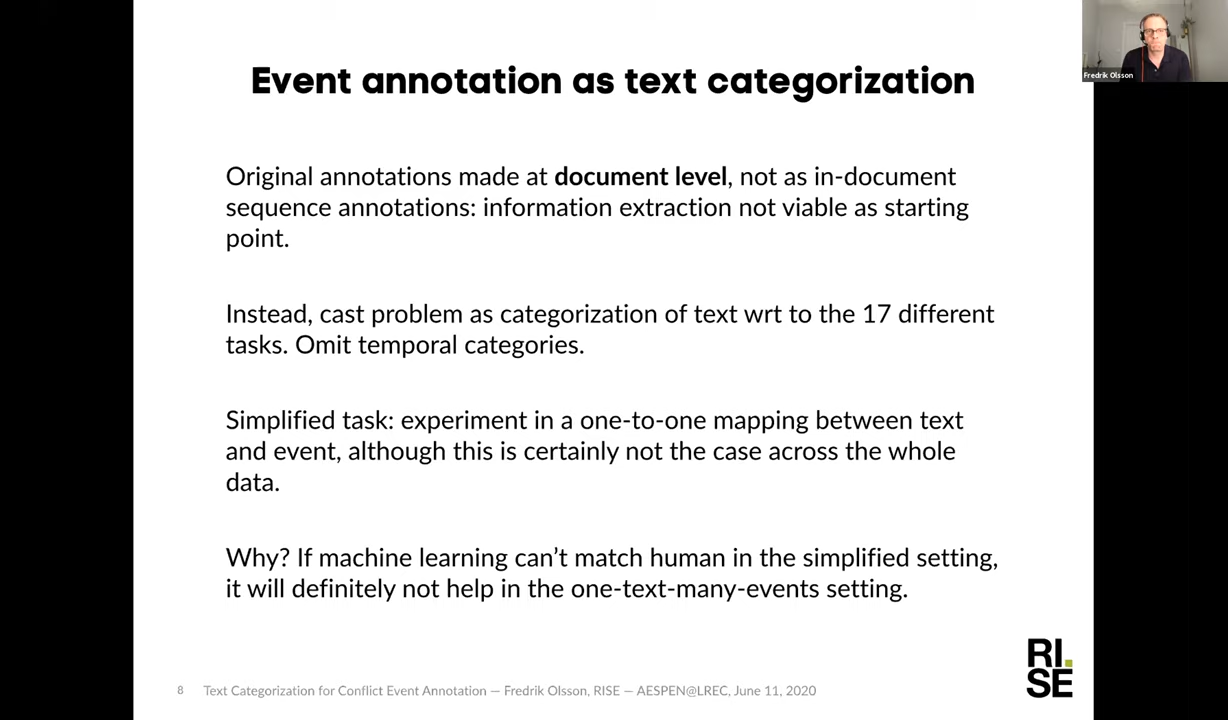 Event annotation as text categorization
Fredrik Olsson
Original annotations made at document level, not as in-document
sequence annotations: information extraction not viable as starting
point.
Instead, cast problem as categorization of text wrt to the 17 different
tasks. Omit temporal categories.
Simplified task: experiment in a one-to-one mapping between text
and event, although this is certainly not the case across the whole
data.
Why? If machine learning can’t match human in the simplified setting,
it will definitely not help in the one-text-many-events setting.
RI.
SE
8 Text Categorization for Conflict Event Annotation — Fredrik Olsson, RISE — AESPEN@LREC, June 11, 2020